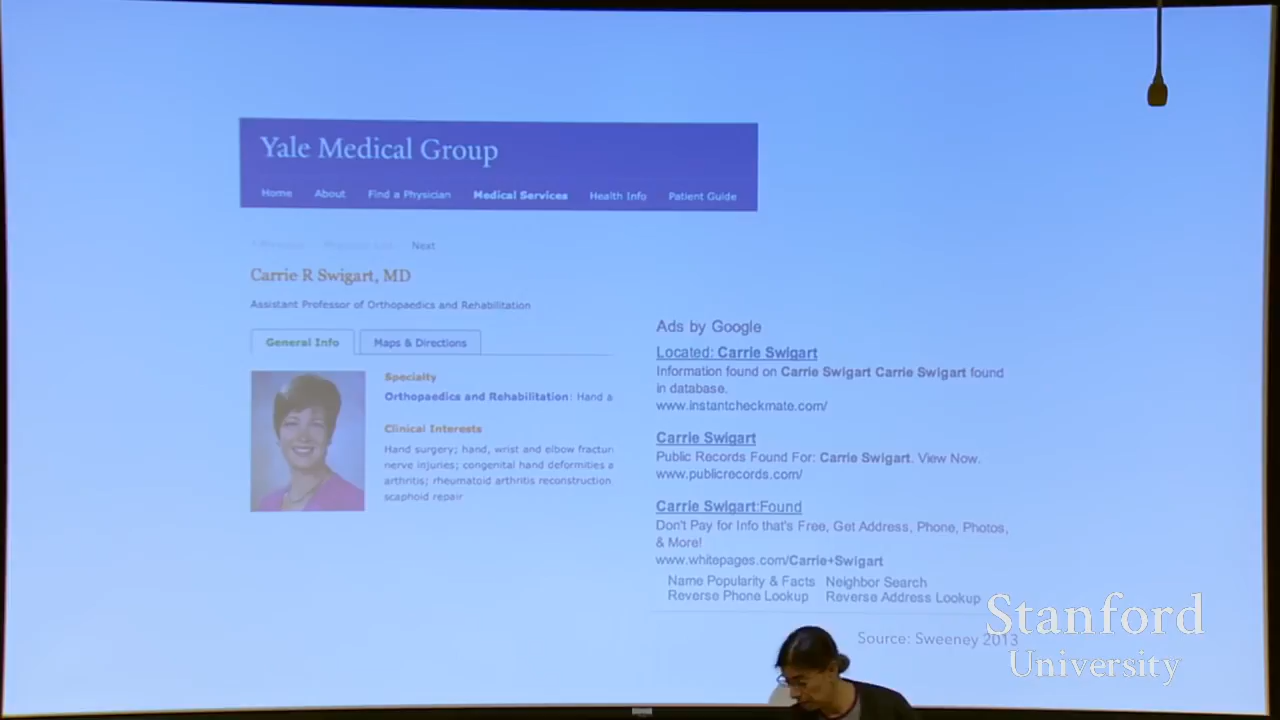 Yale Medical Group
Home About Find a Physician Medical Services Health Info Patient Guide
Next
Carrie R Swigart, MD
Assistant Professor of Orthopaedics and Rehabilitation
General Info Maps & Directions
Specialty
Orthopaedics and Rehabilitation: Hand a
Clinical Interests
Hand surgery; hand, wrist and elbow fractur
nerve injuries; congenital hand deformities a
arthritis; rheumatoid arthritis reconstruction
scaphoid repair
Ads by Google
Located: Carrie Swigart
Information found on Carrie Swigart Carrie Swigart found
in database.
www.instantcheckmate.com/
Carrie Swigart
Public Records Found For: Carrie Swigart. View Now.
www.publicrecords.com/
Carrie Swigart:Found
Don't Pay for Info that's Free, Get Address, Phone, Photos,
& More!
www.whitepages.com/Carrie+Swigart
Name Popularity & Facts Neighbor Search
Reverse Phone Lookup Reverse Address Lookup
Source: Sweeney 2013
Stanford
University